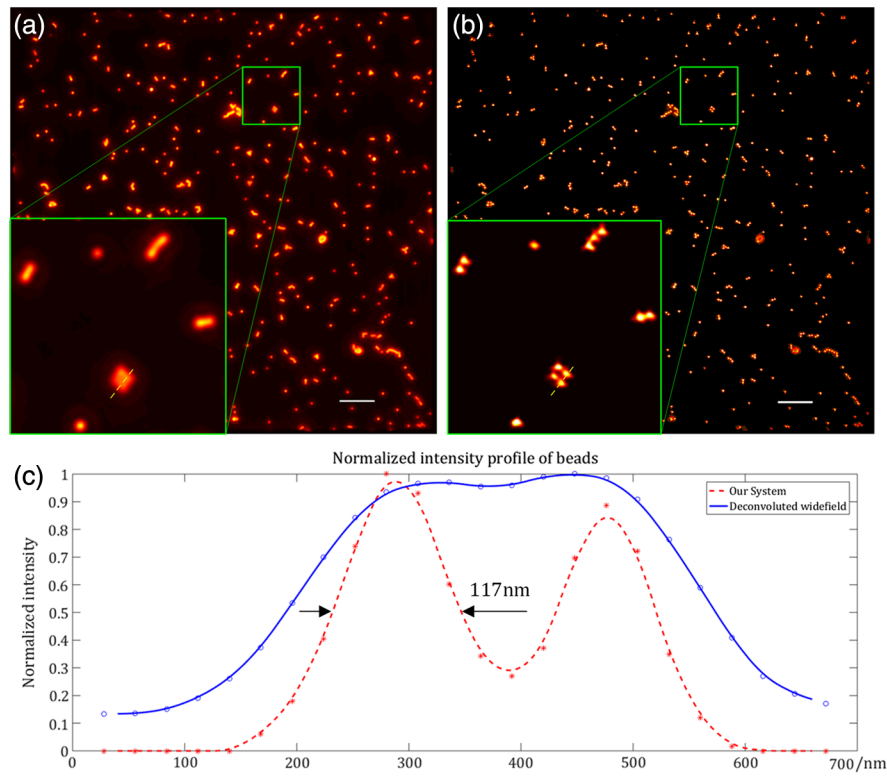 (a)
(b)
(c)
Normalized intensity profile of beads
Normalized intensity
1
0.9
0.8
0.7
0.6
0.5
0.4
0.3
0.2
0.1
0
Our System
Deconvoluted widefield
117nm
0 100 200 300 400 500 600 700/nm